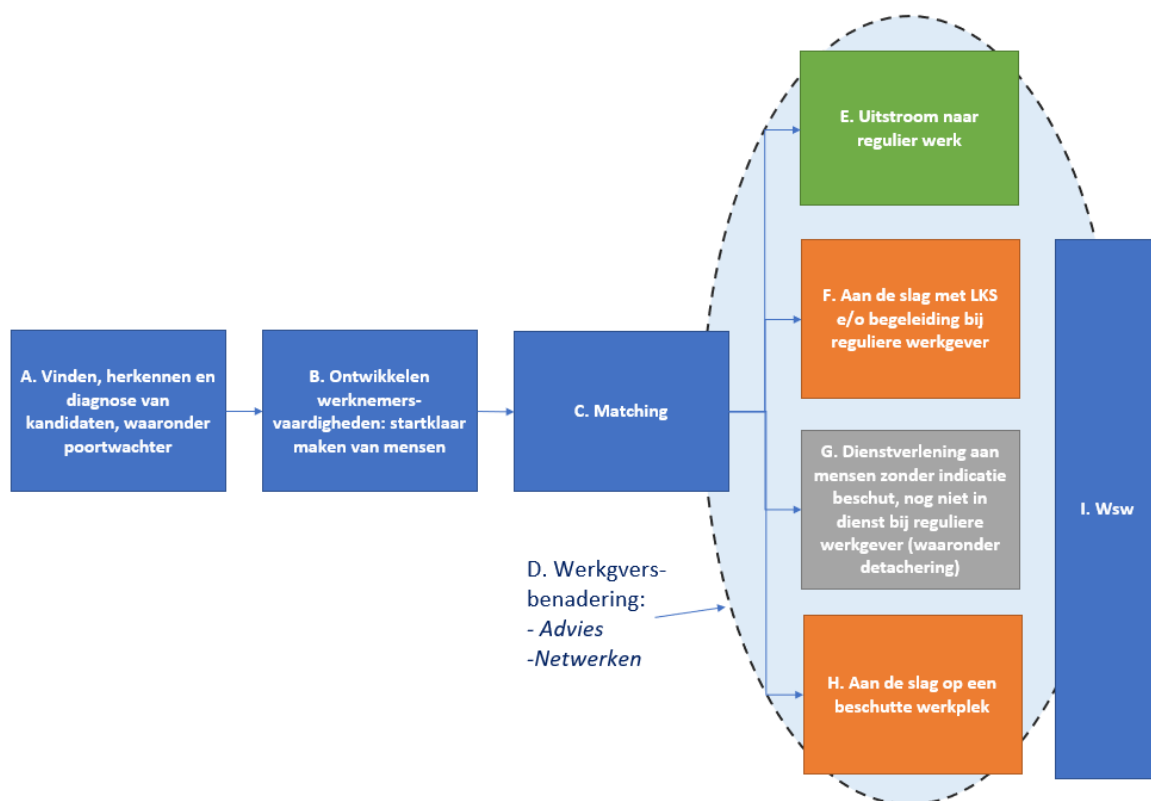 E. Uitstroom naar
regulier werk
F. Aan de slag met LKS
e/o begeleiding bij
reguliere werkgever
A. Vinden, herkennen en
diagnose van
kandidaten, waaronder
poortwachter
B. Ontwikkelen
werknemers-
vaardigheden: startklaar
maken van mensen
C. Matching
G. Dienstverlening aan
mensen zonder indicatie
beschut, nog niet in
dienst bij reguliere
werkgever (waaronder
detachering)
I. Wsw
D. Werkgvers-
benadering:
- Advies
-Netwerken
H. Aan de slag op een
beschutte werkplek